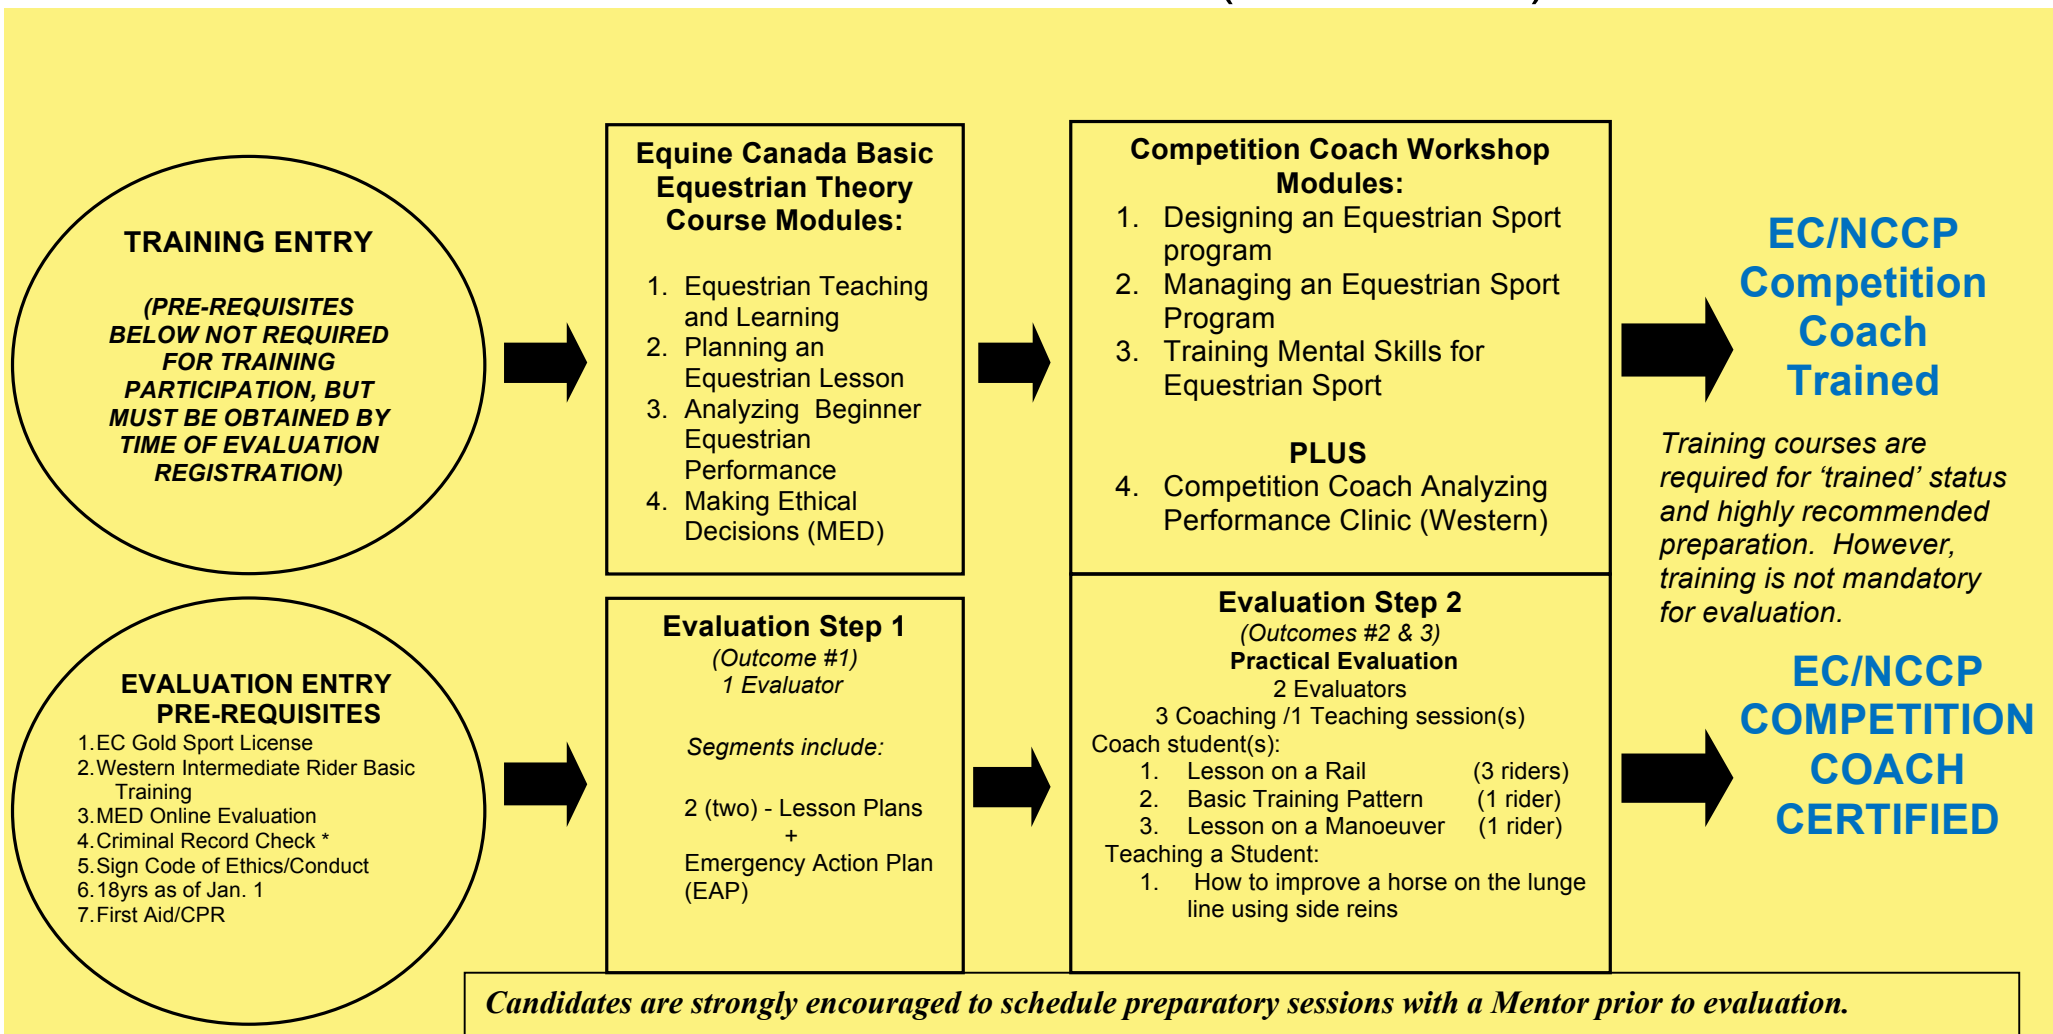 TRAINING ENTRY
(PRE-REQUISITES
BELOW NOT REQUIRED
FOR TRAINING
PARTICIPATION, BUT
MUST BE OBTAINED BY
TIME OF EVALUATION
REGISTRATION)
Equine Canada Basic
Equestrian Theory
Course Modules:
1. Equestrian Teaching
and Learning
2. Planning an
Equestrian Lesson
3. Analyzing Beginner
Equestrian
Performance
4. Making Ethical
Decisions (MED)
Competition Coach Workshop
Modules:
1. Designing an Equestrian Sport
program
2. Managing an Equestrian Sport
Program
3. Training Mental Skills for
Equestrian Sport
PLUS
4. Competition Coach Analyzing
Performance Clinic (Western)
EC/NCCP
Competition
Coach
Trained
Training courses are
required for ‘trained’ status
and highly recommended
preparation. However,
training is not mandatory
for evaluation.
EVALUATION ENTRY
PRE-REQUISITES
1.EC Gold Sport License
2.Western Intermediate Rider Basic
Training
3.MED Online Evaluation
4.Criminal Record Check *
5.Sign Code of Ethics/Conduct
6.18yrs as of Jan. 1
7.First Aid/CPR
Evaluation Step 1
(Outcome #1)
1 Evaluator
Segments include:
2 (two) - Lesson Plans
+
Emergency Action Plan
(EAP)
Evaluation Step 2
(Outcomes #2 & 3)
Practical Evaluation
2 Evaluators
3 Coaching /1 Teaching session(s)
Coach student(s):
1. Lesson on a Rail (3 riders)
2. Basic Training Pattern (1 rider)
3. Lesson on a Manoeuver (1 rider)
Teaching a Student:
1. How to improve a horse on the lunge
line using side reins
EC/NCCP
COMPETITION
COACH
CERTIFIED
Candidates are strongly encouraged to schedule preparatory sessions with a Mentor prior to evaluation.